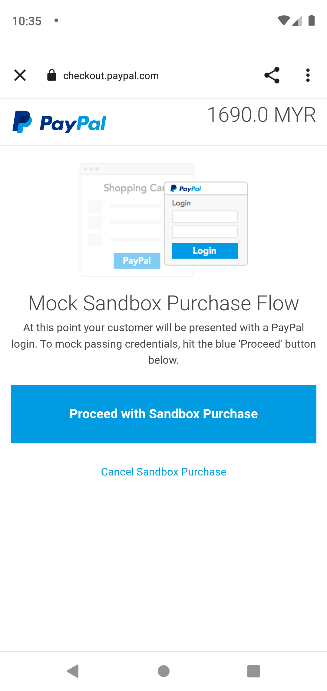 10:35
checkout.paypal.com
PayPal
1690.0 MYR
Shopping Ca
PayPal
Login
Login
PayPal
Mock Sandbox Purchase Flow
At this point your customer will be presented with a PayPal
login. To mock passing credentials, hit the blue 'Proceed' button
below.
Proceed with Sandbox Purchase
Cancel Sandbox Purchase